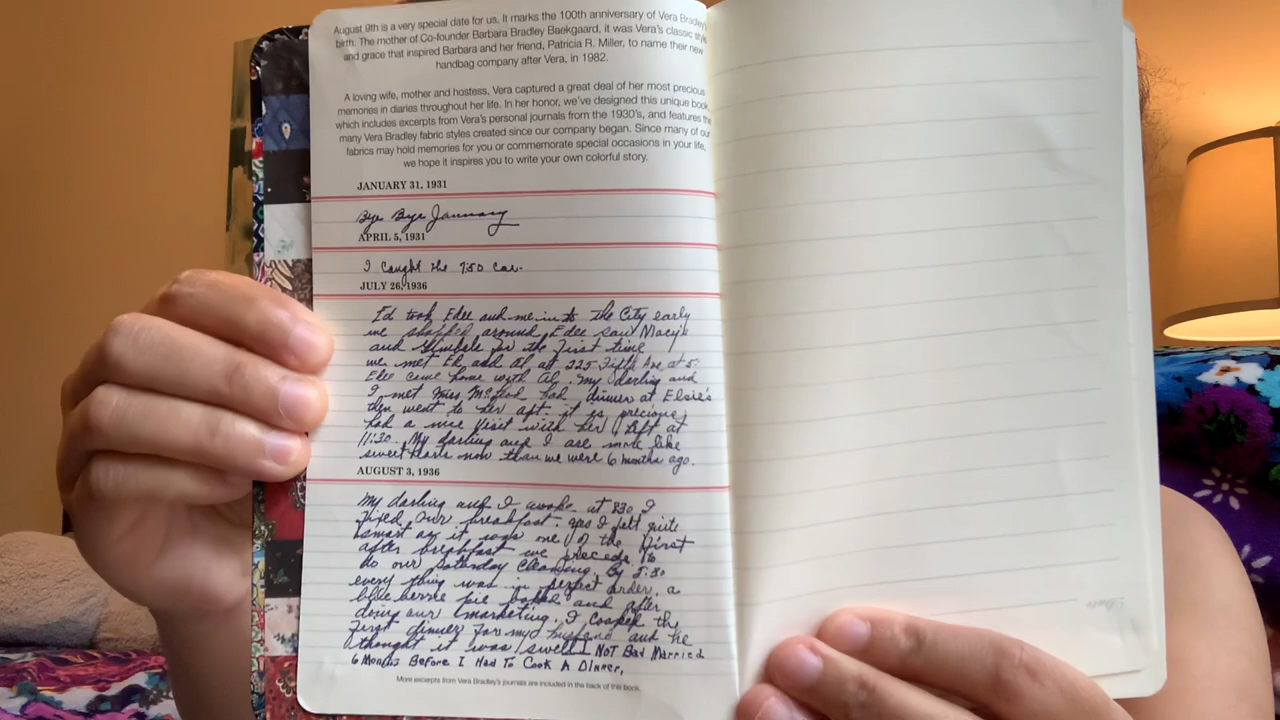 August 9th is a very special date for us. It marks the 100th anniversary of Vera Bradley's
birth. The mother of Co-founder Barbara Bradley Baekgaard, it was Vera's classic style
and grace that inspired Barbara and her friend, Patricia R. Miller, to name their new
handbag company after Vera, in 1982.
A loving wife, mother and hostess, Vera captured a great deal of her most precious
memories in diaries throughout her life. In her honor, we've designed this unique book
which includes excerpts from Vera's personal journals from the 1930's, and features the
many Vera Bradley fabric styles created since our company began. Since many of our
fabrics may hold memories for you or commemorate special occasions in your life,
we hope it inspires you to write your own colorful story.
JANUARY 31, 1931
Bye Bye January
APRIL 5, 1931
I caught the 7:50 car.
JULY 26, 1936
Ed took Edee and me in to the City early
we shopped around, Edee saw Macy's
and Gimbels for the first time
we met Ed and Al at 225 Fifth Ave at 5.
Edee came home with Al. My darling and
I met Miss had dinner at Elsie's
then went to her apt. it is precious,
had a nice visit with her, left at
11:30. My darling and I are more like
sweethearts now than we were 6 months ago.
AUGUST 3, 1936
My darling and I awoke at 830 I
fixed our breakfast - yes I felt quite
smart as it was one of the first
after breakfast we precede to
do our Saturday cleaning. By 2:30
every thing was in perfect order, a
blueberrie pie baked and after
doing our marketing. I cooked the
first dinner for my husband and he
thought it was swell. Not Bad Married
6 Months Before I Had To Cook A Dinner.
More excerpts from Vera Bradley's journals are included in the back of this book.